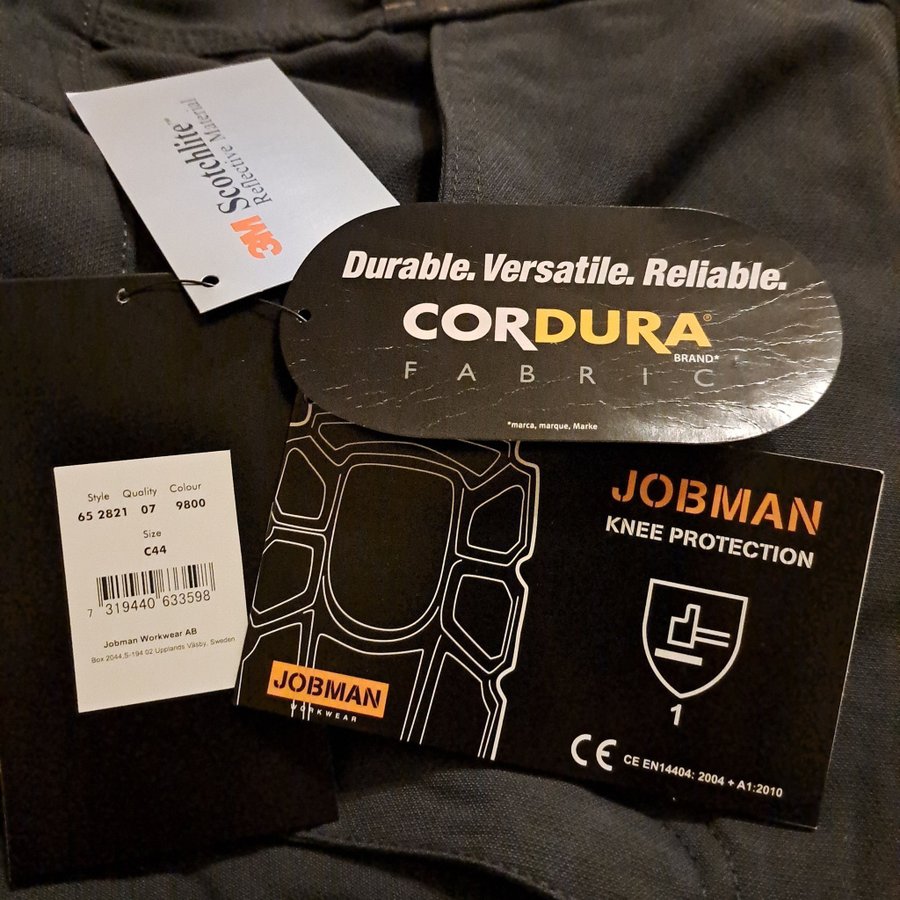 3M Scotchlite™
Reflective Material
Durable. Versatile. Reliable.
CORDURA®
BRAND*
FABRIC
*marca, marque, Marke
Style Quality Colour
65 2821 07 9800
Size
C44
7 319440 633598
Jobman Workwear AB
Box 2044,S-194 02 Upplands Väsby, Sweden
JOBMAN
WORKWEAR
JOBMAN
KNEE PROTECTION
1
CE CE EN14404: 2004 + A1:2010